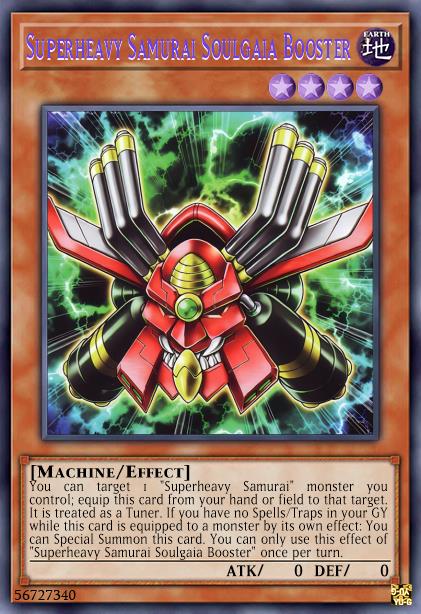 Superheavy Samurai Soulgaia Booster
EARTH
地
[Machine/Effect]
You can target 1 "Superheavy Samurai" monster you
control; equip this card from your hand or field to that target.
It is treated as a Tuner. If you have no Spells/Traps in your GY
while this card is equipped to a monster by its own effect: You
can Special Summon this card. You can only use this effect of
"Superheavy Samurai Soulgaia Booster" once per turn.
ATK/ 0 DEF/ 0
56727340